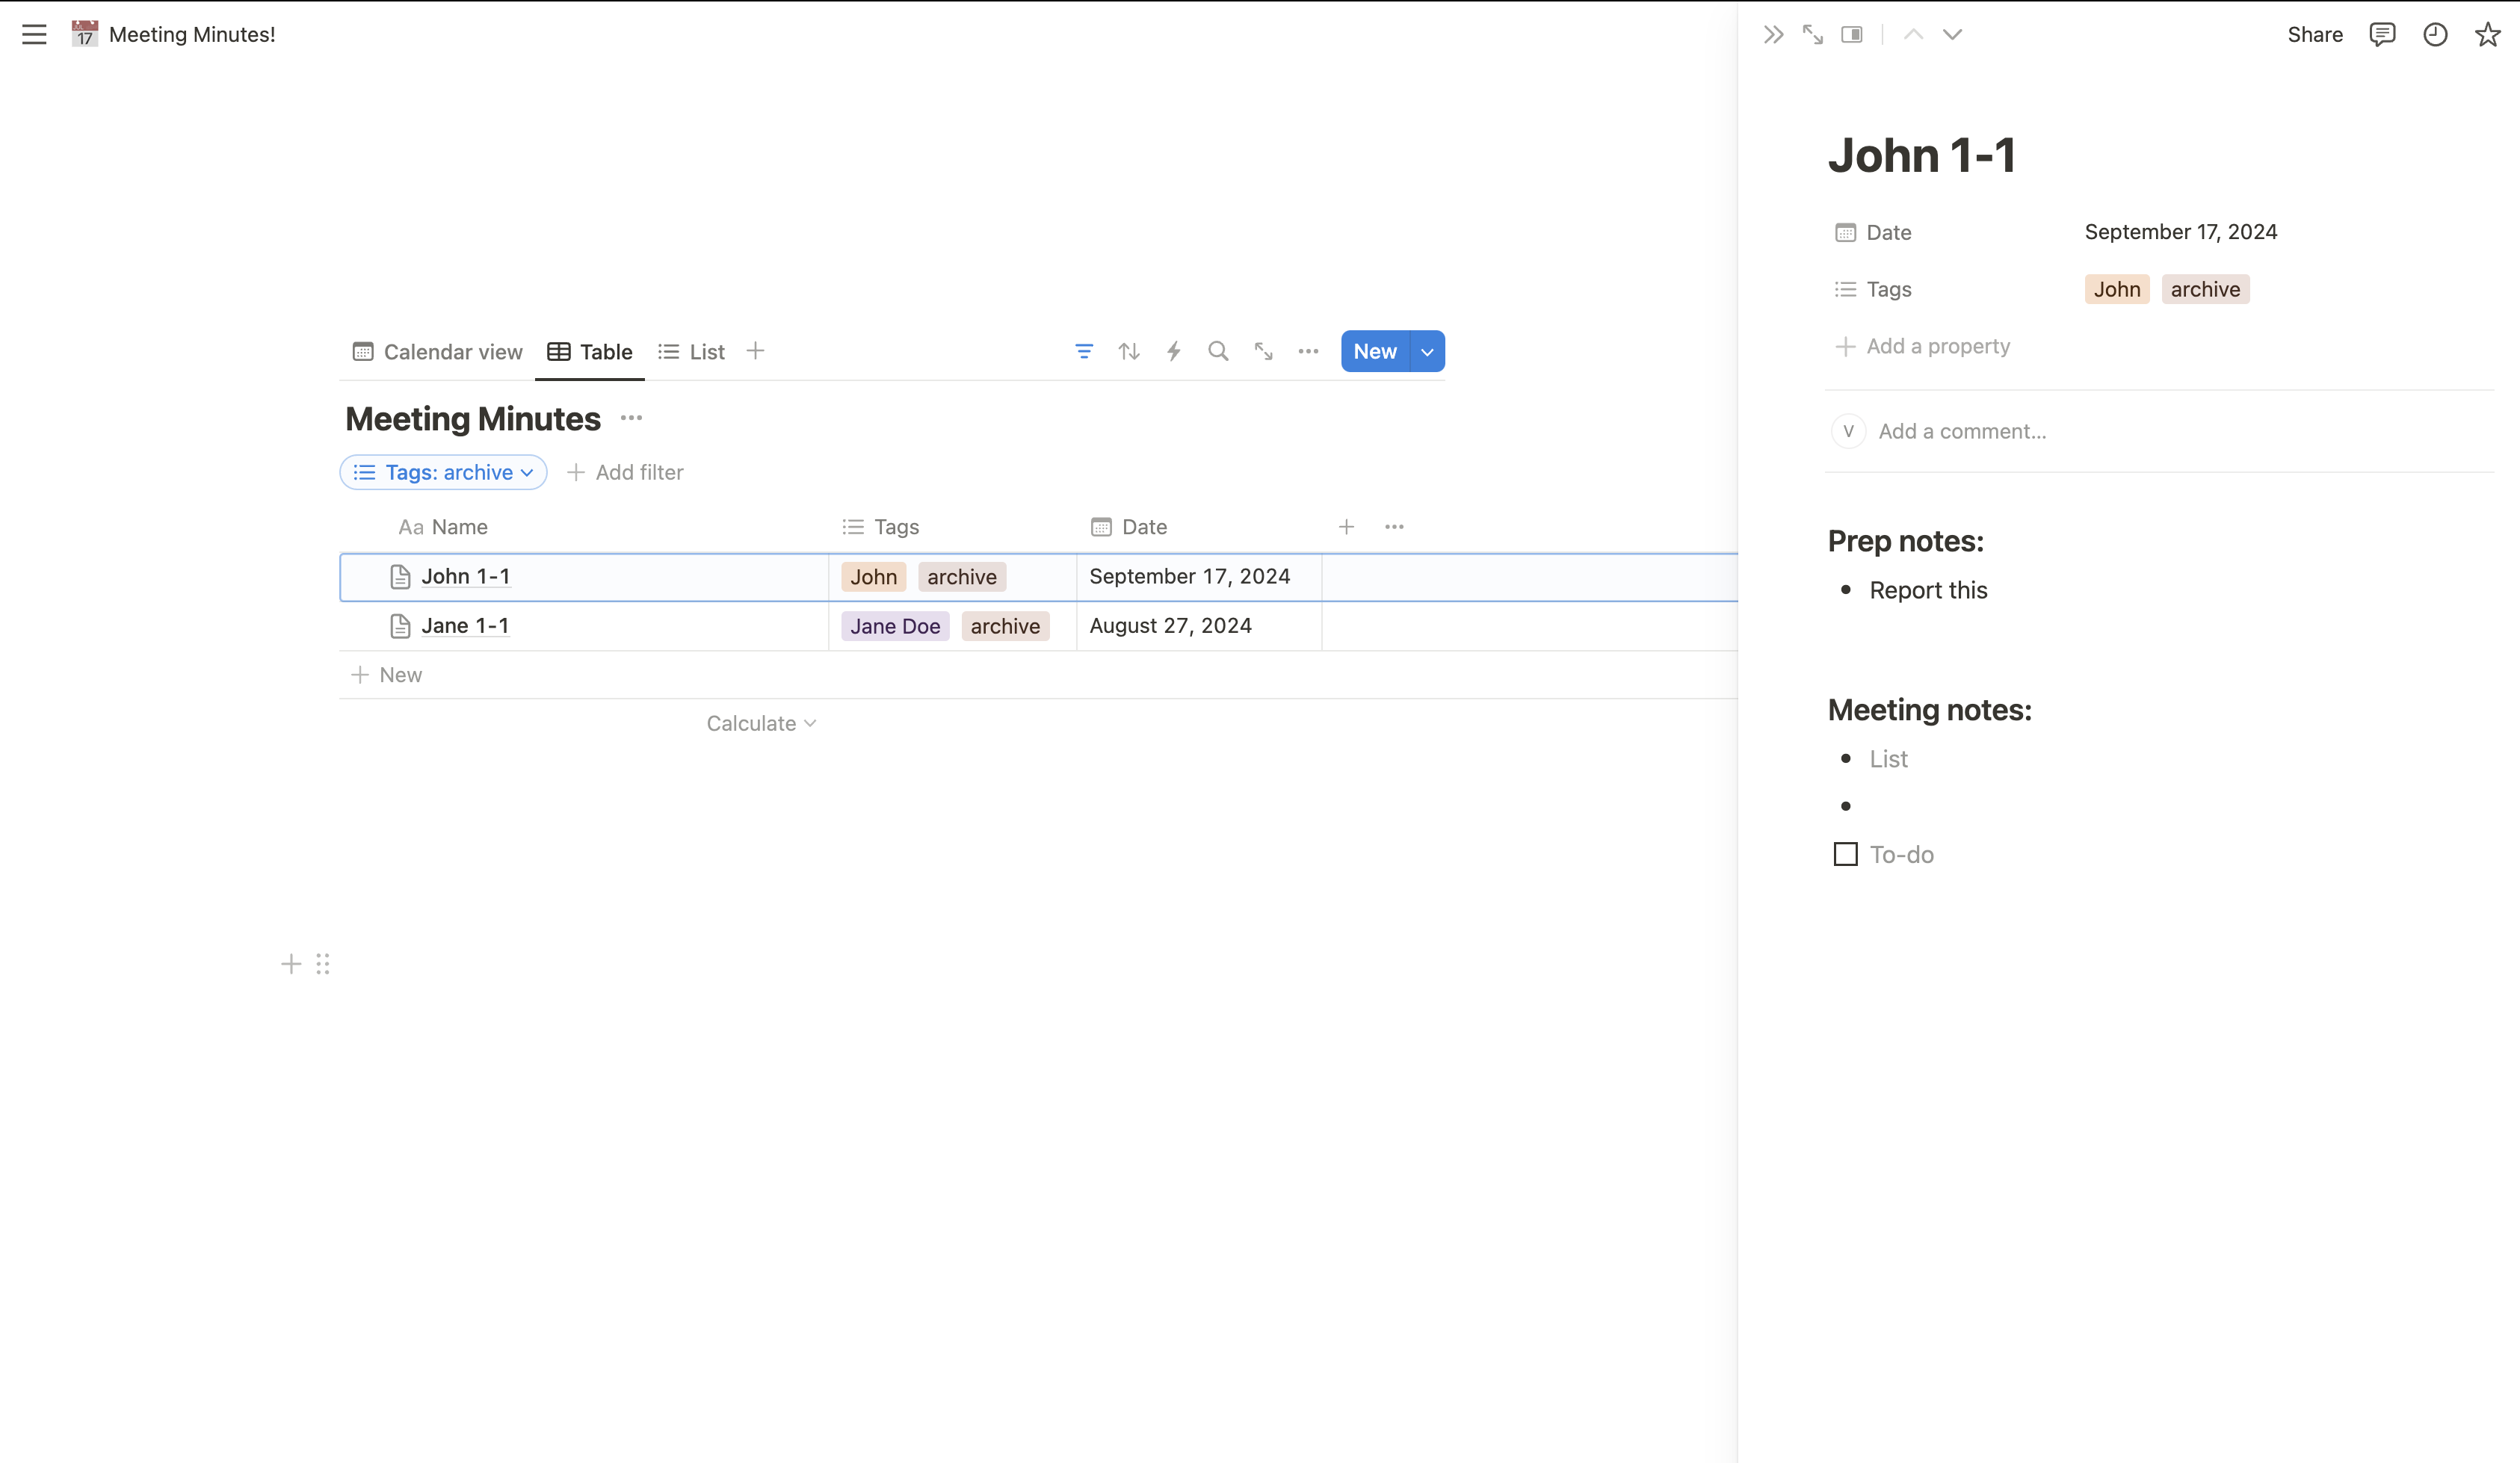 17 Meeting Minutes!
Calendar view Table List
New
Meeting Minutes
Tags: archive Add filter
Aa Name Tags Date
John 1-1 John archive September 17, 2024
Jane 1-1 Jane Doe archive August 27, 2024
New
Calculate
Share
John 1-1
Date September 17, 2024
Tags John archive
Add a property
V Add a comment...
Prep notes:
• Report this
Meeting notes:
• List
•
To-do